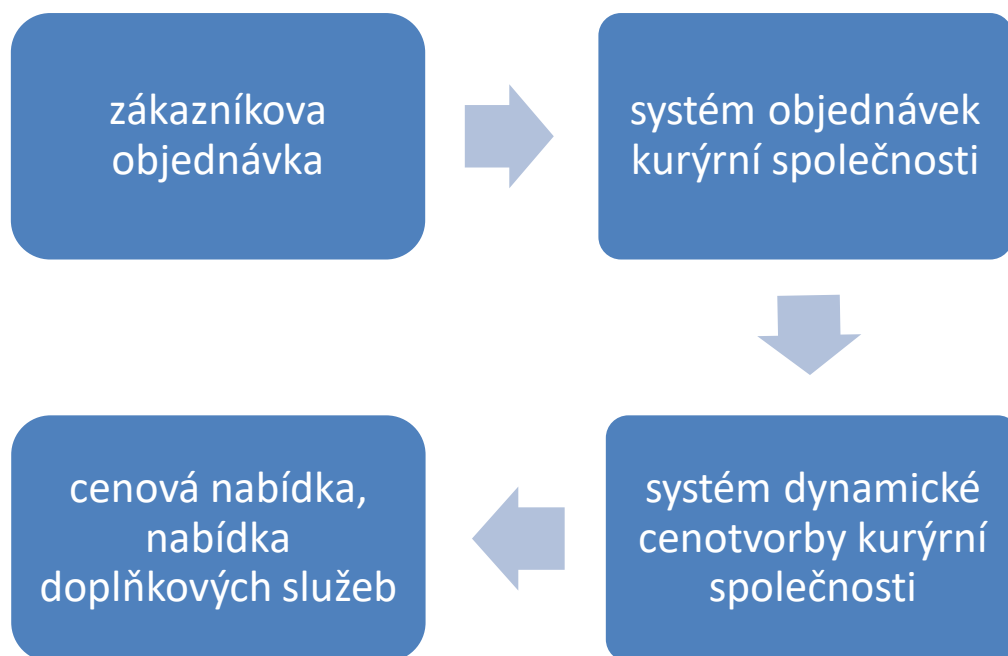 zákazníkova
objednávka
systém objednávek
kurýrní společnosti
systém dynamické
cenotvorby kurýrní
společnosti
cenová nabídka,
nabídka
doplňkových služeb